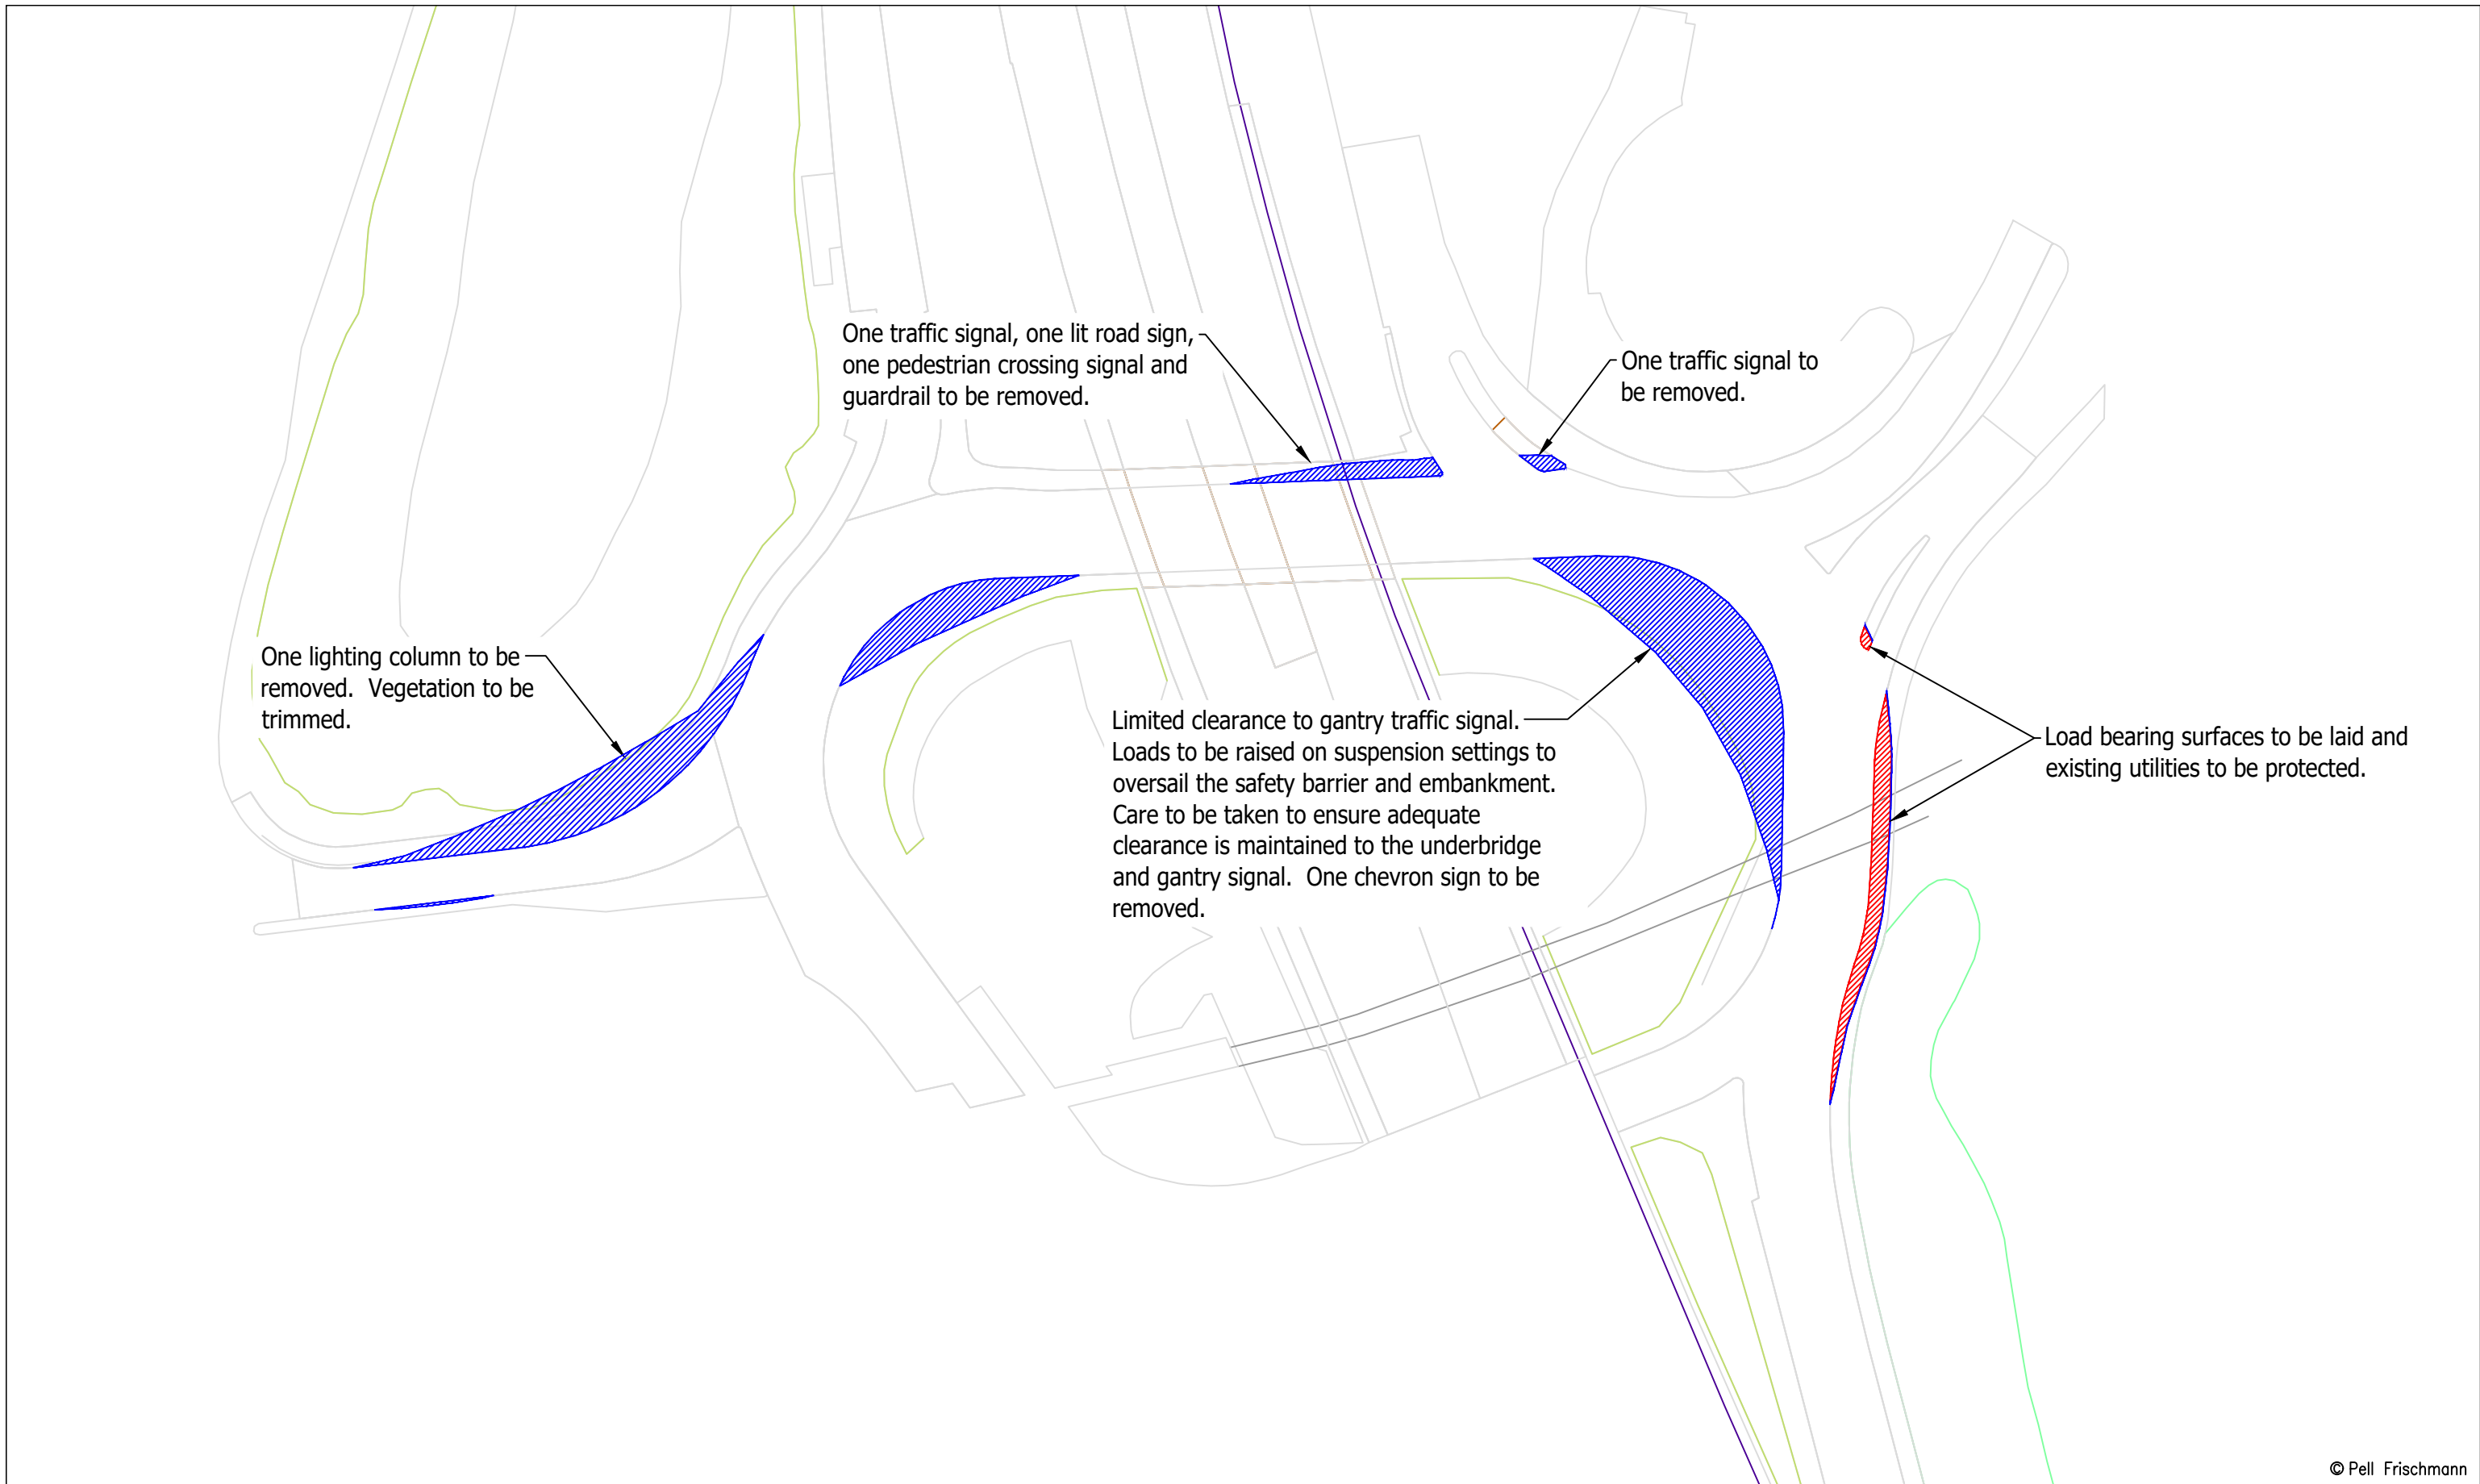 One traffic signal, one lit road sign,
one pedestrian crossing signal and
guardrail to be removed.
One traffic signal to
be removed.
One lighting column to be
removed.  Vegetation to be
trimmed.
Limited clearance to gantry traffic signal.
Loads to be raised on suspension settings to
oversail the safety barrier and embankment.
Care to be taken to ensure adequate
clearance is maintained to the underbridge
and gantry signal.  One chevron sign to be
removed.
Load bearing surfaces to be laid and
existing utilities to be protected.
© Pell Frischmann